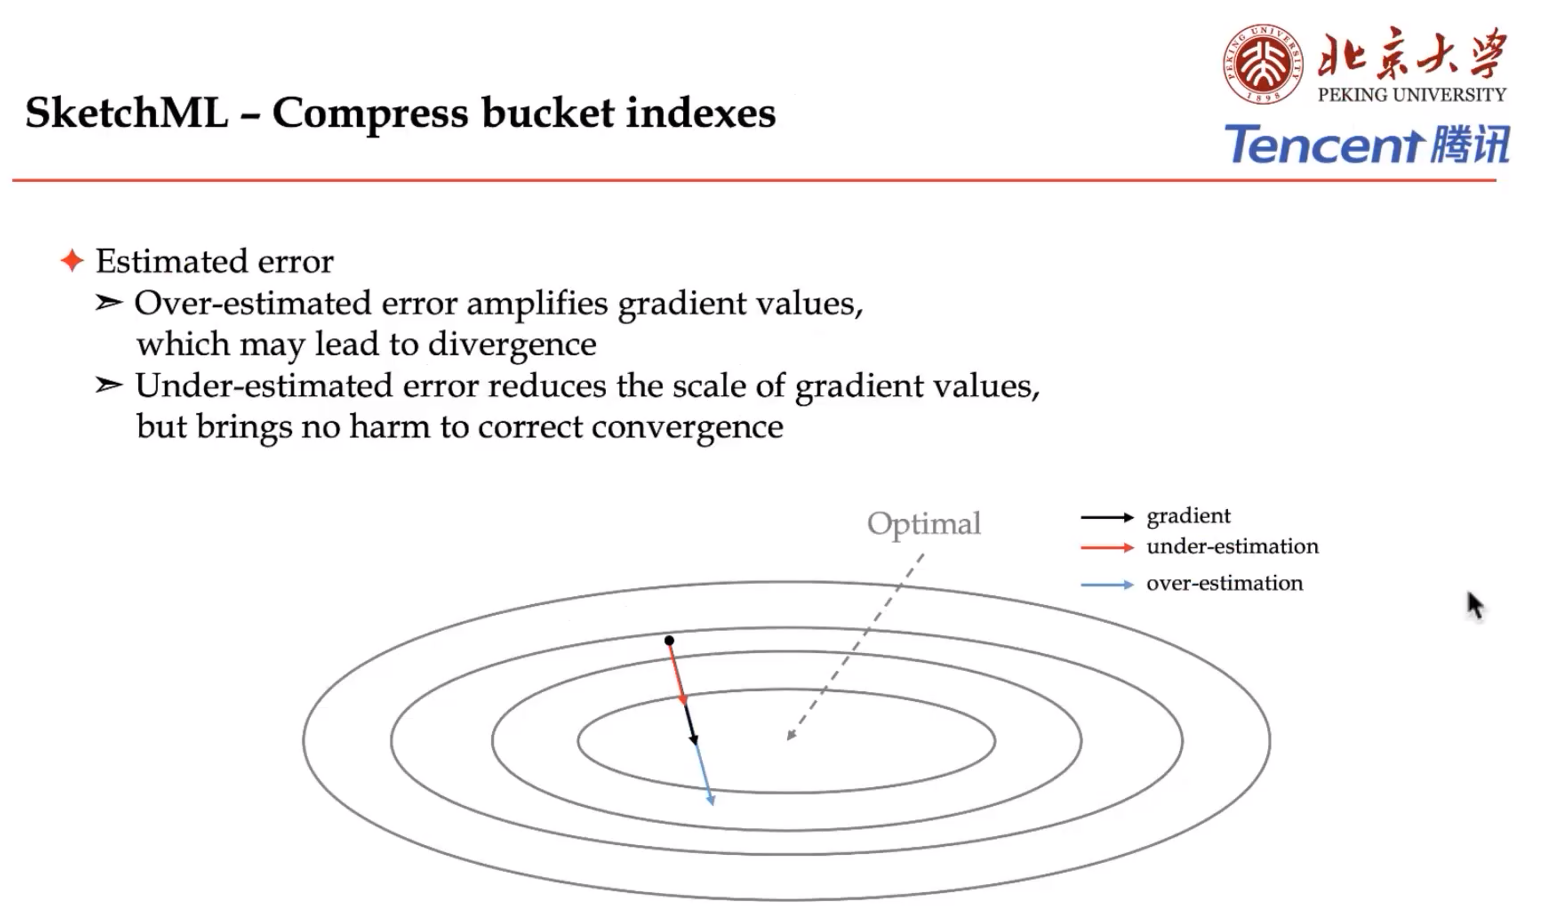 北京大学
PEKING UNIVERSITY
PEKING UNIVERSITY
1898
Tencent 腾讯
SketchML – Compress bucket indexes
Estimated error
Over-estimated error amplifies gradient values,
which may lead to divergence
Under-estimated error reduces the scale of gradient values,
but brings no harm to correct convergence
Optimal
gradient
under-estimation
over-estimation